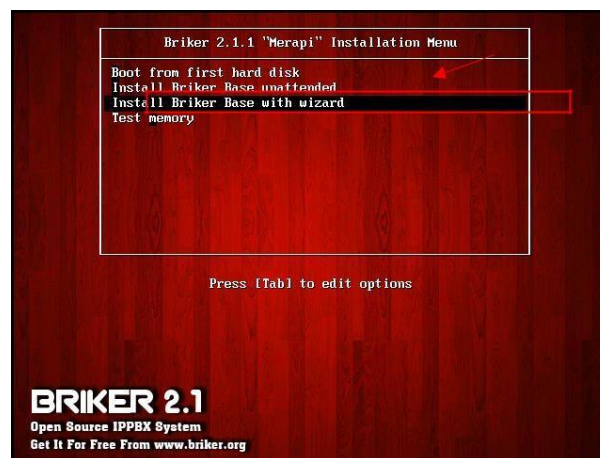 Briker 2.1.1 "Merapi" Installation Menu
Boot from first hard disk
Install Briker Base unattended
Install Briker Base with wizard
Test memory
Press [Tab] to edit options
BRIKER 2.1
Open Source IPPBX System
Get It For Free From www.briker.org